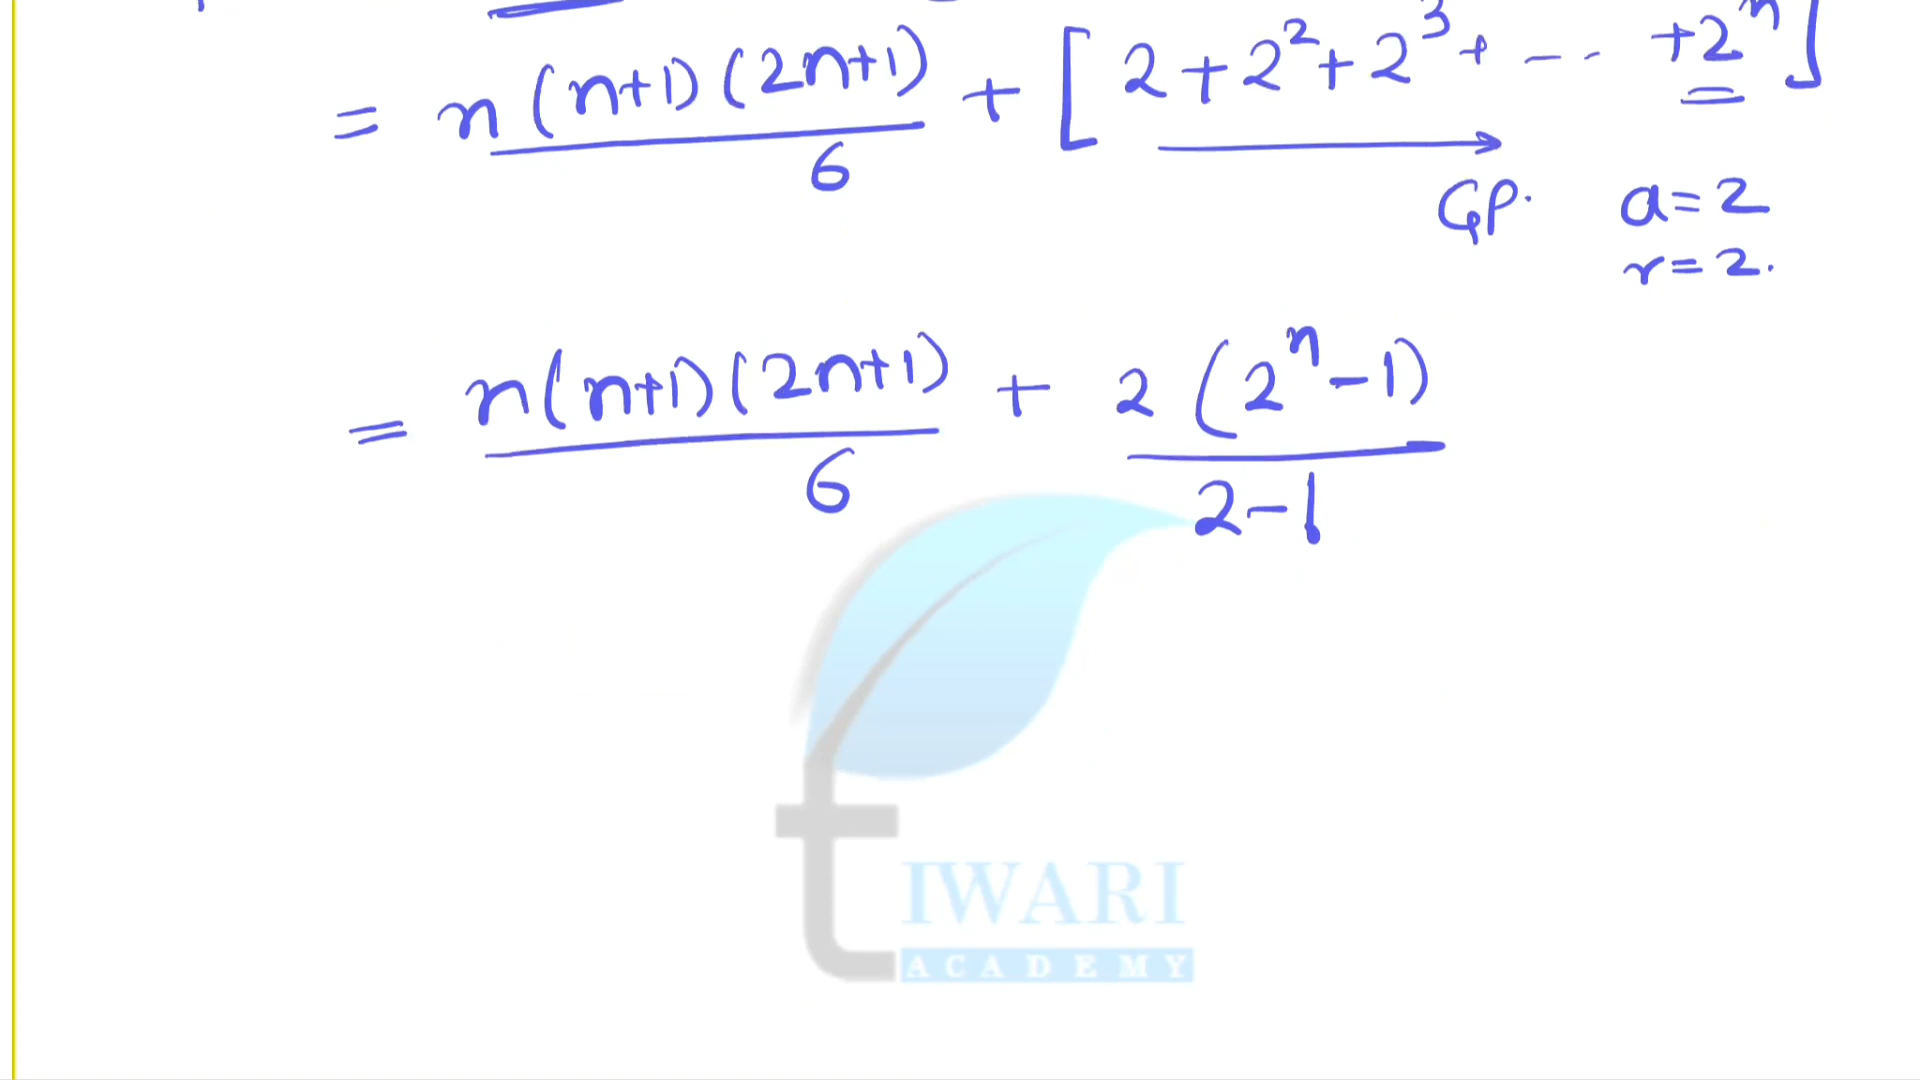 = n(n+1)(2n+1)/6 + [2+2²+2³+ - - - +2ⁿ]
GP. a=2
r=2.
= n(n+1)(2n+1)/6 + 2(2ⁿ-1)/2-1
tIWARI
ACADEMY